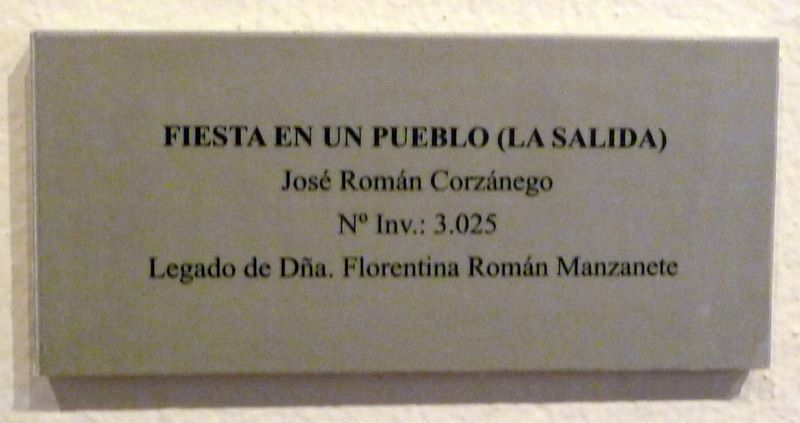 FIESTA EN UN PUEBLO (LA SALIDA)
José Román Corzánego
Nº Inv.: 3.025
Legado de Dña. Florentina Román Manzanete